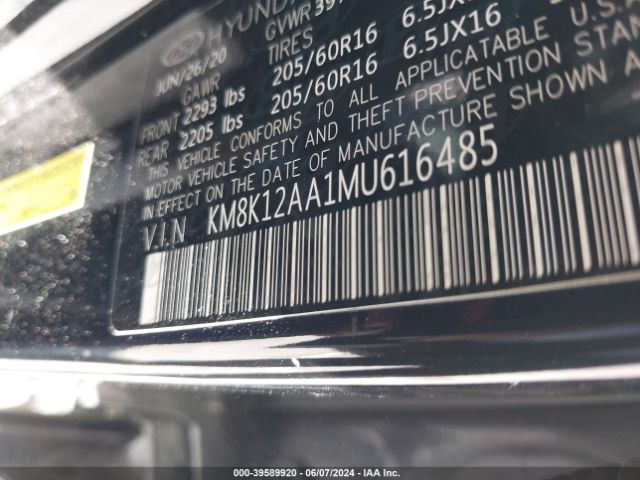 HYUNDAI
JUN/26/20 GVWR
GAWR TIRES
FRONT 2293 lbs 205/60R16 6.5JX16
REAR 2205 lbs 205/60R16 6.5JX16
THIS VEHICLE CONFORMS TO ALL APPLICABLE U.S.A
MOTOR VEHICLE SAFETY AND THEFT PREVENTION
EFFECT ON THE DATE OF MANUFACTURE SHOWN
V.I.N KM8K12AA1MU616485
000-39589920 - 06/07/2024 - IAA Inc.